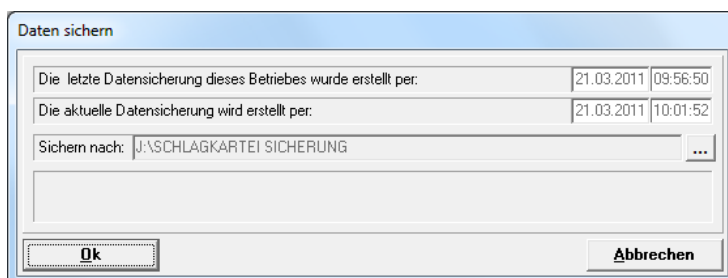 Daten sichern
Die letzte Datensicherung dieses Betriebes wurde erstellt per: 21.03.2011 09:56:50
Die aktuelle Datensicherung wird erstellt per: 21.03.2011 10:01:52
Sichern nach: J:\SCHLAGKARTEI SICHERUNG ...
Ok Abbrechen